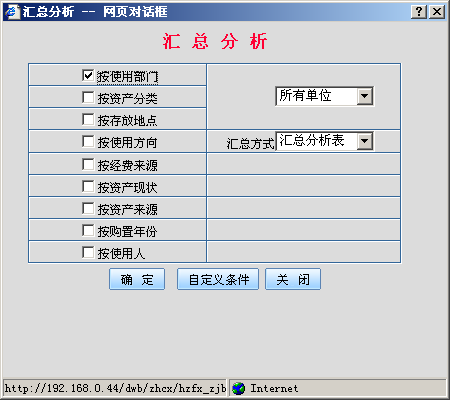 汇总分析 -- 网页对话框
汇 总 分 析
按使用部门
所有单位
按资产分类
按存放地点
按使用方向
汇总方式 汇总分析表
按经费来源
按资产现状
按资产来源
按购置年份
按使用人
确 定 自定义条件 关 闭
http://192.168.0.44/dwb/zhcx/hzfx_zjb Internet